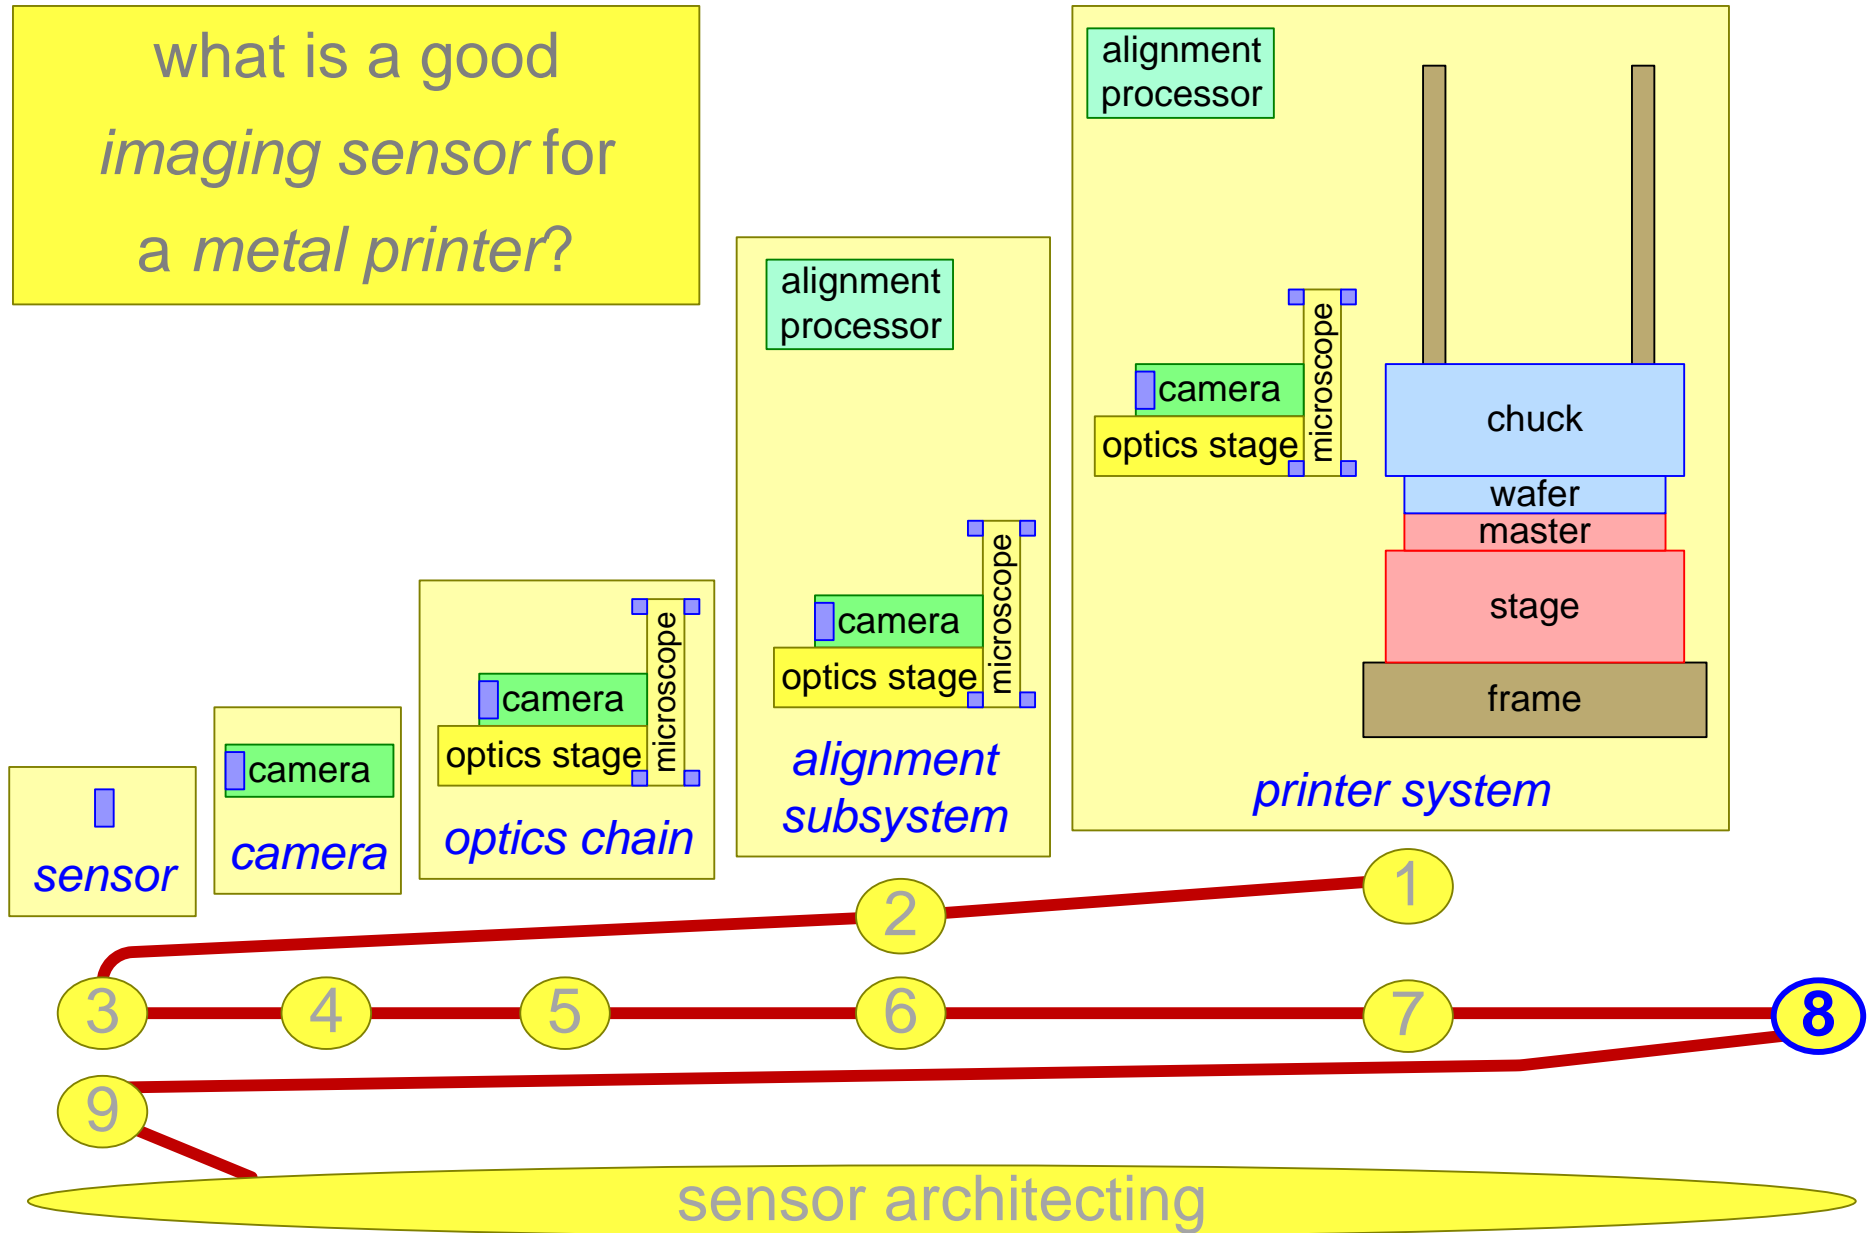 what is a good
imaging sensor for
a metal printer?
sensor
camera
camera
camera
optics stage
microscope
optics chain
alignment
processor
camera
optics stage
microscope
alignment
subsystem
alignment
processor
camera
optics stage
microscope
chuck
wafer
master
stage
frame
printer system
1
2
3
4
5
6
7
8
9
sensor architecting